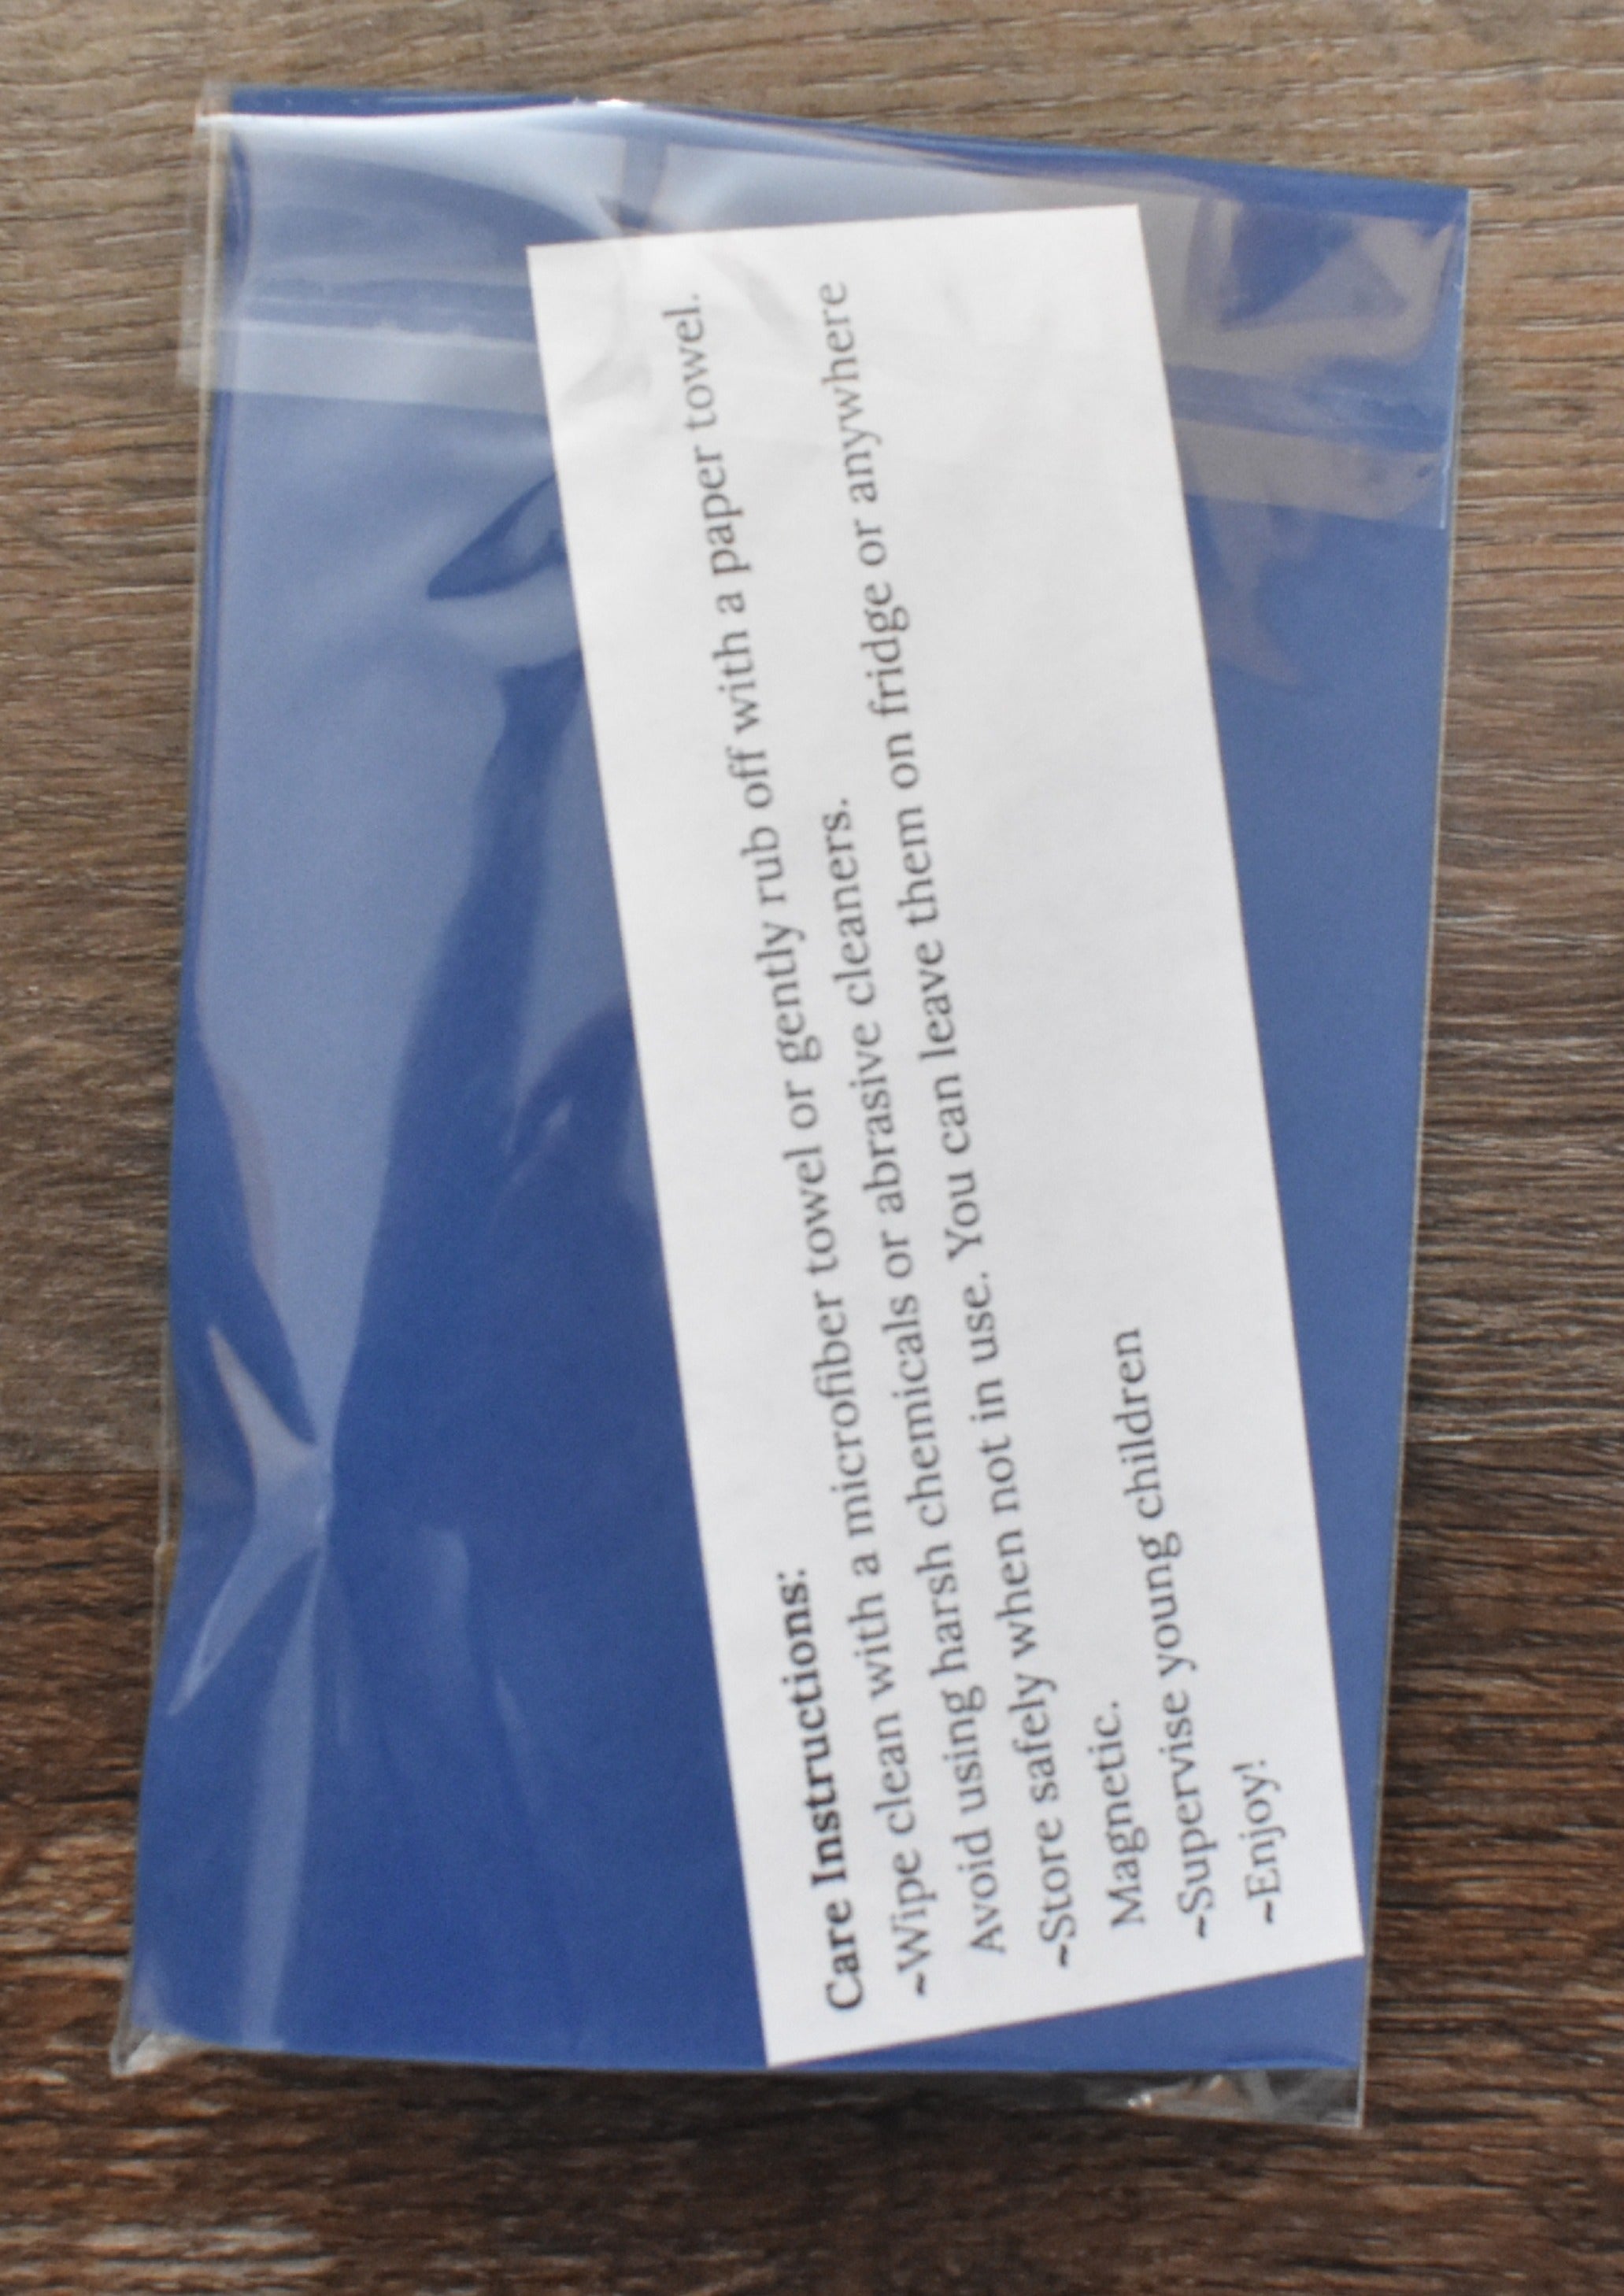 Care Instructions:
~Wipe clean with a microfiber towel or gently rub off with a paper towel.
Avoid using harsh chemicals or abrasive cleaners.
~Store safely when not in use. You can leave them on fridge or anywhere
Magnetic.
~Supervise young children
~Enjoy!